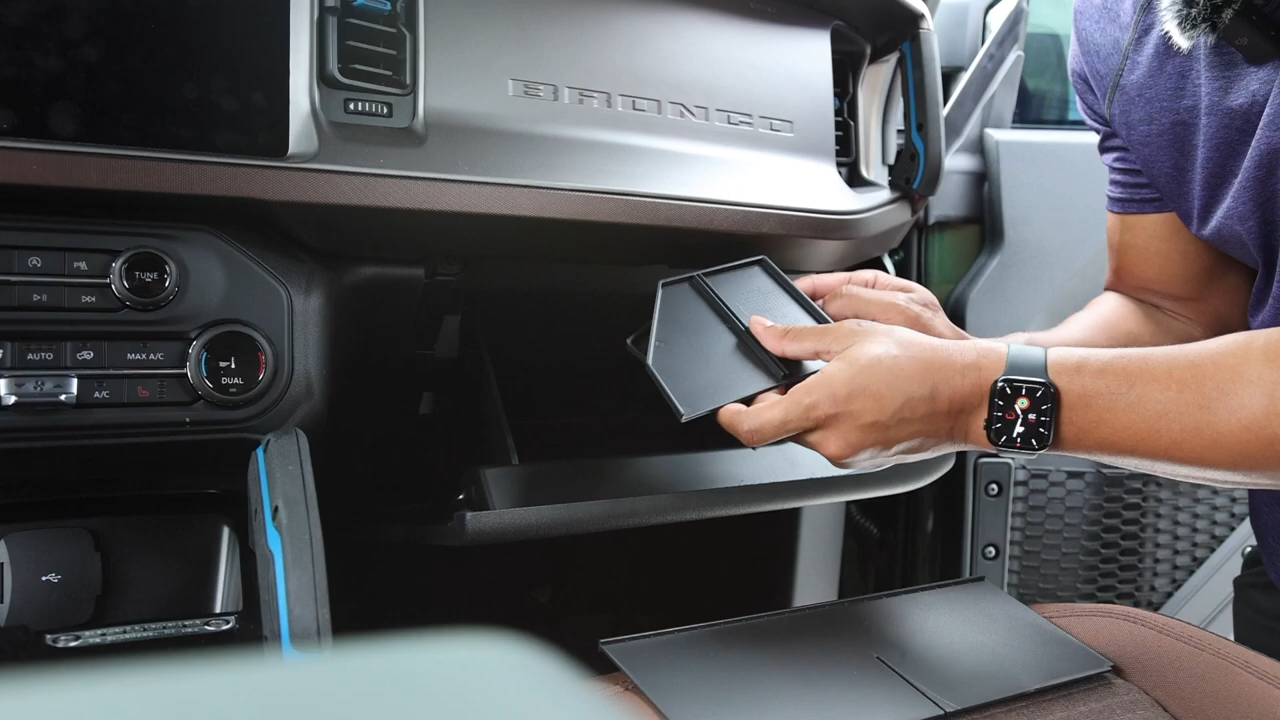 BRONCO
TUNE
AUTO
MAX A/C
A/C
DUAL